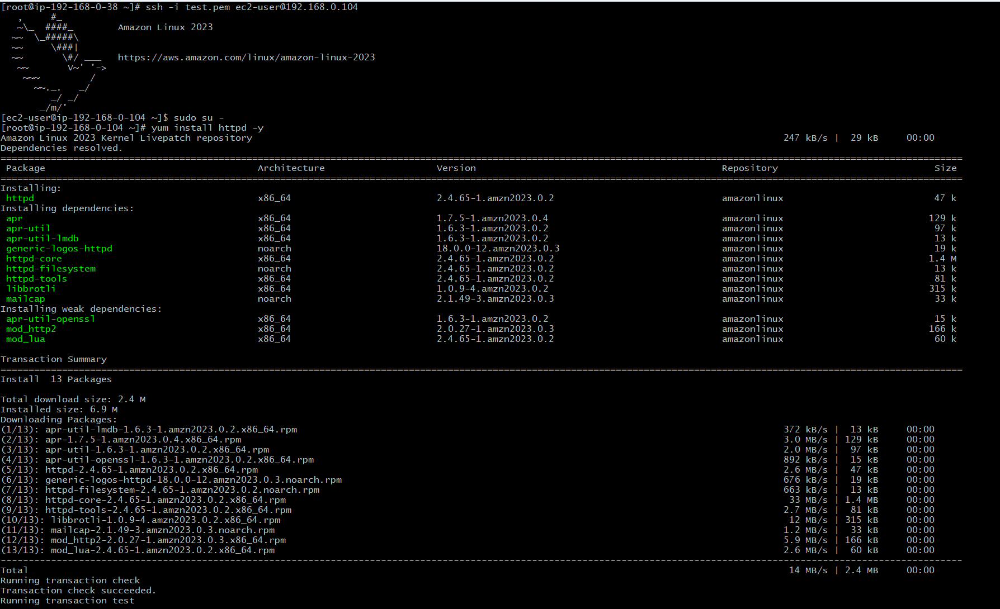 [root@ip-192-168-0-38 ~]# ssh -i test.pem ec2-user@192.168.0.104
   ,     #_
   ~\_  ####_        Amazon Linux 2023
  ~~  \_#####\
  ~~     \###|
  ~~       \#/ ___   https://aws.amazon.com/linux/amazon-linux-2023
   ~~       V~' '->
    ~~~         /
      ~~._.   _/
         _/ _/
       _/m/'
[ec2-user@ip-192-168-0-104 ~]$ sudo su -
[root@ip-192-168-0-104 ~]# yum install httpd -y
Amazon Linux 2023 Kernel Livepatch repository 247 kB/s | 29 kB 00:00
Dependencies resolved.
================================================================================
Package Architecture Version Repository Size
================================================================================
Installing:
httpd x86_64 2.4.65-1.amzn2023.0.2 amazonlinux 47 k
Installing dependencies:
apr x86_64 1.7.5-1.amzn2023.0.4 amazonlinux 129 k
apr-util x86_64 1.6.3-1.amzn2023.0.2 amazonlinux 97 k
apr-util-lmdb x86_64 1.6.3-1.amzn2023.0.2 amazonlinux 13 k
generic-logos-httpd noarch 18.0.0-12.amzn2023.0.3 amazonlinux 19 k
httpd-core x86_64 2.4.65-1.amzn2023.0.2 amazonlinux 1.4 M
httpd-filesystem noarch 2.4.65-1.amzn2023.0.2 amazonlinux 13 k
httpd-tools x86_64 2.4.65-1.amzn2023.0.2 amazonlinux 81 k
libbrotli x86_64 1.0.9-4.amzn2023.0.2 amazonlinux 315 k
mailcap noarch 2.1.49-3.amzn2023.0.3 amazonlinux 33 k
Installing weak dependencies:
apr-util-openssl x86_64 1.6.3-1.amzn2023.0.2 amazonlinux 15 k
mod_http2 x86_64 2.0.27-1.amzn2023.0.3 amazonlinux 166 k
mod_lua x86_64 2.4.65-1.amzn2023.0.2 amazonlinux 60 k
Transaction Summary
================================================================================
Install  13 Packages
Total download size: 2.4 M
Installed size: 6.9 M
Downloading Packages:
(1/13): apr-util-lmdb-1.6.3-1.amzn2023.0.2.x86_64.rpm 372 kB/s | 13 kB 00:00
(2/13): apr-1.7.5-1.amzn2023.0.4.x86_64.rpm 3.0 MB/s | 129 kB 00:00
(3/13): apr-util-1.6.3-1.amzn2023.0.2.x86_64.rpm 2.0 MB/s | 97 kB 00:00
(4/13): apr-util-openssl-1.6.3-1.amzn2023.0.2.x86_64.rpm 892 kB/s | 15 kB 00:00
(5/13): httpd-2.4.65-1.amzn2023.0.2.x86_64.rpm 2.6 MB/s | 47 kB 00:00
(6/13): generic-logos-httpd-18.0.0-12.amzn2023.0.3.noarch.rpm 676 kB/s | 19 kB 00:00
(7/13): httpd-filesystem-2.4.65-1.amzn2023.0.2.noarch.rpm 663 kB/s | 13 kB 00:00
(8/13): httpd-core-2.4.65-1.amzn2023.0.2.x86_64.rpm 33 MB/s | 1.4 MB 00:00
(9/13): httpd-tools-2.4.65-1.amzn2023.0.2.x86_64.rpm 2.7 MB/s | 81 kB 00:00
(10/13): libbrotli-1.0.9-4.amzn2023.0.2.x86_64.rpm 12 MB/s | 315 kB 00:00
(11/13): mailcap-2.1.49-3.amzn2023.0.3.noarch.rpm 1.2 MB/s | 33 kB 00:00
(12/13): mod_http2-2.0.27-1.amzn2023.0.3.x86_64.rpm 5.9 MB/s | 166 kB 00:00
(13/13): mod_lua-2.4.65-1.amzn2023.0.2.x86_64.rpm 2.6 MB/s | 60 kB 00:00
--------------------------------------------------------------------------------
Total 14 MB/s | 2.4 MB 00:00
Running transaction check
Transaction check succeeded.
Running transaction test